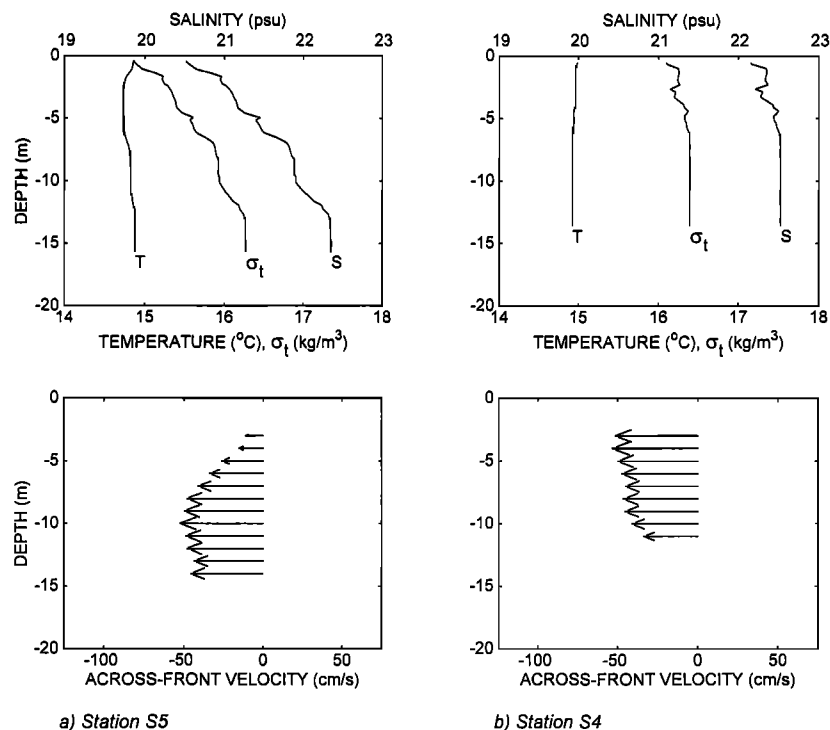 SALINITY (psu)
19 20 21 22 23
0
-5
-10
-15
-20
DEPTH (m)
T σt S
14 15 16 17 18
TEMPERATURE (°C), σt (kg/m³)
SALINITY (psu)
19 20 21 22 23
0
-5
-10
-15
-20
DEPTH (m)
T σt S
14 15 16 17 18
TEMPERATURE (°C), σt (kg/m³)
0
-5
-10
-15
-20
DEPTH (m)
-100 -50 0 50
ACROSS-FRONT VELOCITY (cm/s)
a) Station S5
0
-5
-10
-15
-20
DEPTH (m)
-100 -50 0 50
ACROSS-FRONT VELOCITY (cm/s)
b) Station S4